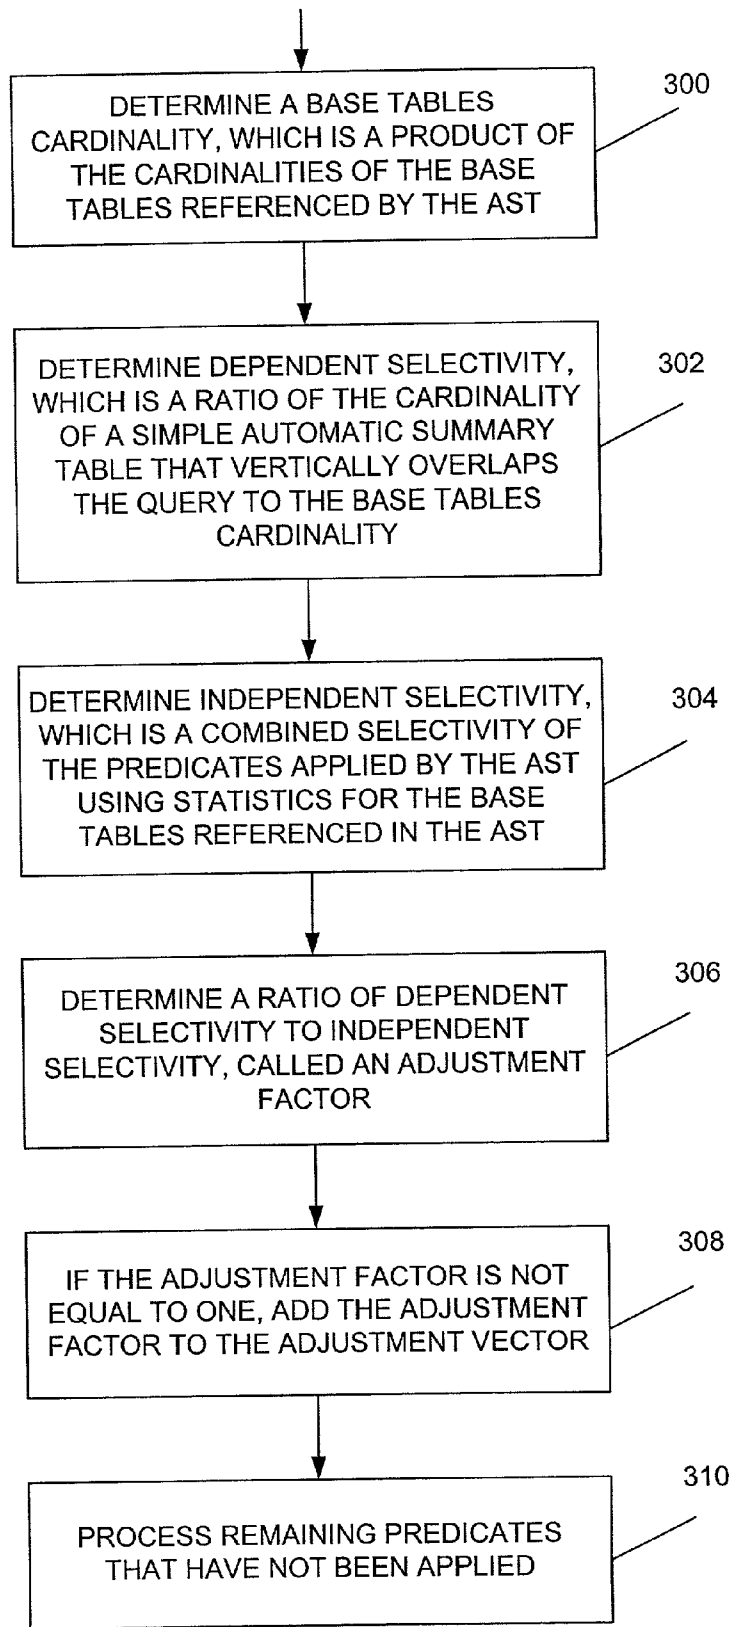 DETERMINE A BASE TABLES
CARDINALITY, WHICH IS A PRODUCT OF
THE CARDINALITIES OF THE BASE
TABLES REFERENCED BY THE AST
300
DETERMINE DEPENDENT SELECTIVITY,
WHICH IS A RATIO OF THE CARDINALITY
OF A SIMPLE AUTOMATIC SUMMARY
TABLE THAT VERTICALLY OVERLAPS
THE QUERY TO THE BASE TABLES
CARDINALITY
302
DETERMINE INDEPENDENT SELECTIVITY,
WHICH IS A COMBINED SELECTIVITY OF
THE PREDICATES APPLIED BY THE AST
USING STATISTICS FOR THE BASE
TABLES REFERENCED IN THE AST
304
DETERMINE A RATIO OF DEPENDENT
SELECTIVITY TO INDEPENDENT
SELECTIVITY, CALLED AN ADJUSTMENT
FACTOR
306
IF THE ADJUSTMENT FACTOR IS NOT
EQUAL TO ONE, ADD THE ADJUSTMENT
FACTOR TO THE ADJUSTMENT VECTOR
308
PROCESS REMAINING PREDICATES
THAT HAVE NOT BEEN APPLIED
310